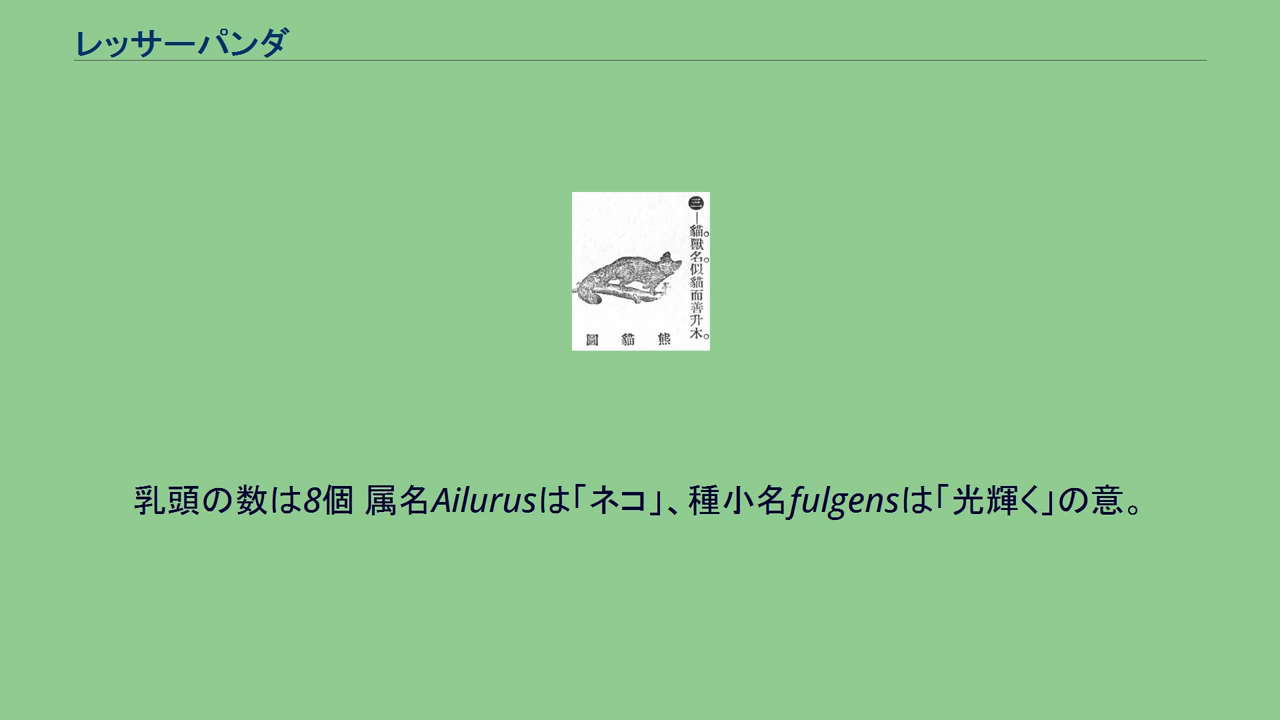 レッサーパンダ
三—貓獸名似貓而善升木。
圖貓熊
乳頭の数は8個 属名Ailurusは「ネコ」、種小名fulgensは「光輝く」の意。